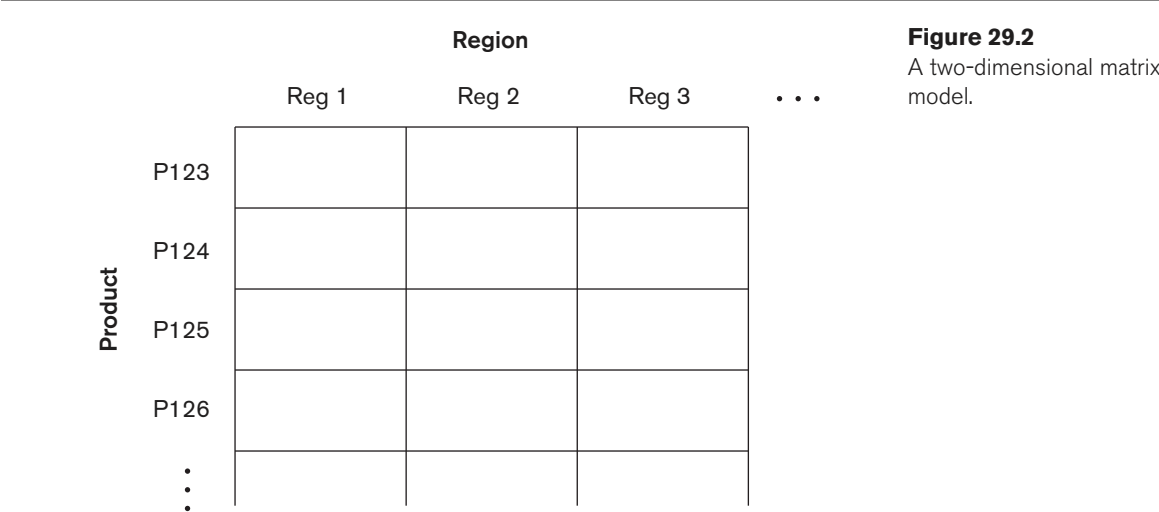 Region
Figure 29.2
A two-dimensional matrix
model.
Reg 1 Reg 2 Reg 3 . . .
Product
P123
P124
P125
P126